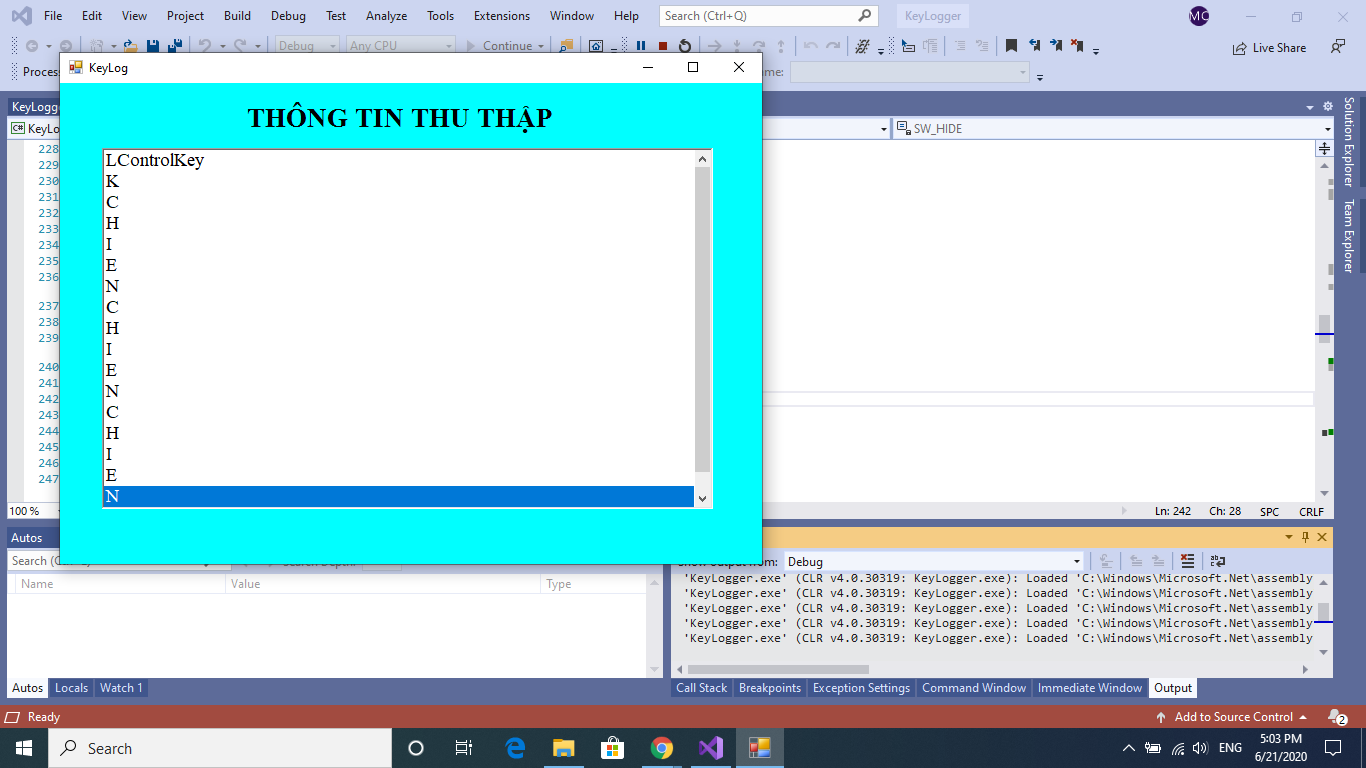 File Edit View Project Build Debug Test Analyze Tools Extensions Window Help Search (Ctrl+Q) KeyLogger MC
Debug Any CPU Continue Live Share
KeyLog
THÔNG TIN THU THẬP
LControlKey
K
C
H
I
E
N
C
H
I
E
N
C
H
I
E
N
SW_HIDE
228
229
230
231
232
233
234
235
236
237
238
239
240
241
242
243
244
245
246
247
Solution Explorer
Team Explorer
100 % Ln: 242 Ch: 28 SPC CRLF
Autos
Name Value Type
Show output from: Debug
'KeyLogger.exe' (CLR v4.0.30319: KeyLogger.exe): Loaded 'C:\Windows\Microsoft.Net\assembly
'KeyLogger.exe' (CLR v4.0.30319: KeyLogger.exe): Loaded 'C:\Windows\Microsoft.Net\assembly
'KeyLogger.exe' (CLR v4.0.30319: KeyLogger.exe): Loaded 'C:\Windows\Microsoft.Net\assembly
'KeyLogger.exe' (CLR v4.0.30319: KeyLogger.exe): Loaded 'C:\Windows\Microsoft.Net\assembly
'KeyLogger.exe' (CLR v4.0.30319: KeyLogger.exe): Loaded 'C:\Windows\Microsoft.Net\assembly
Autos Locals Watch 1 Call Stack Breakpoints Exception Settings Command Window Immediate Window Output
Ready Add to Source Control 2
Search ENG 5:03 PM
6/21/2020